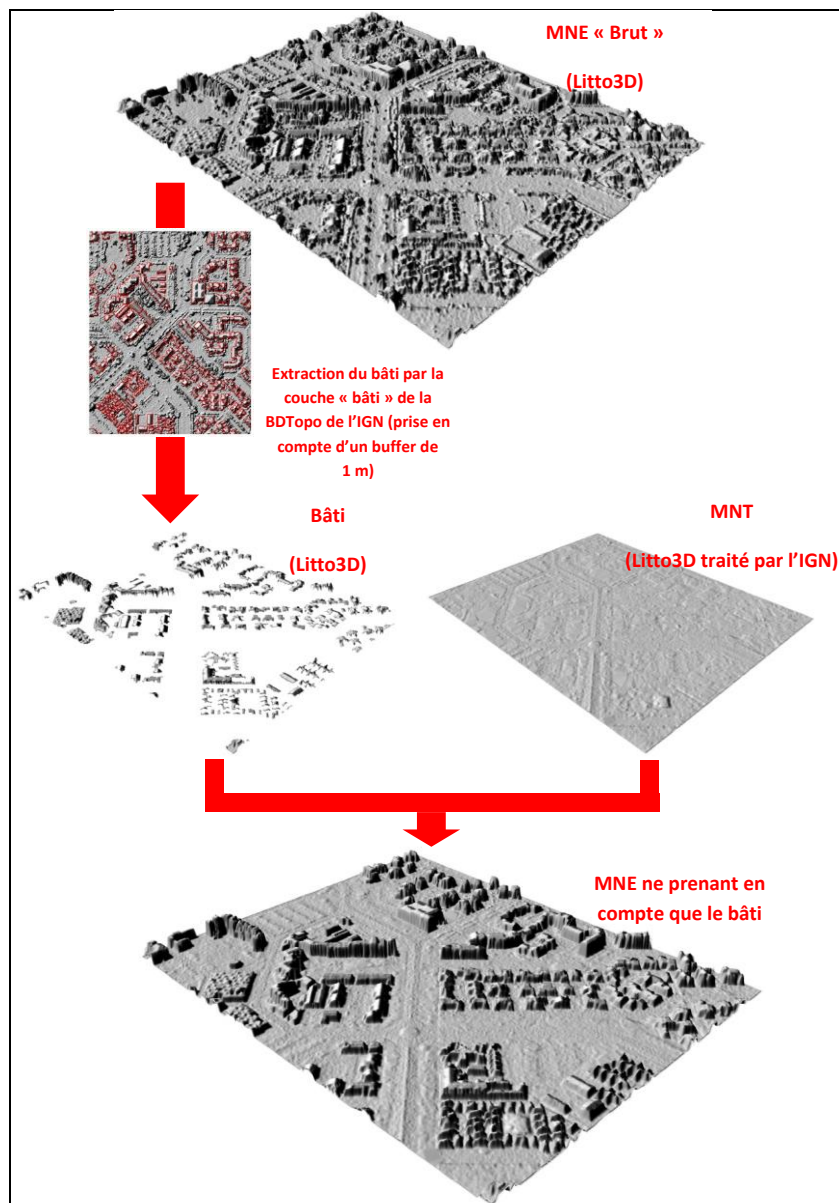 MNE « Brut »
(Litto3D)
Extraction du bâti par la
couche « bâti » de la
BDTopo de l'IGN (prise en
compte d'un buffer de
1 m)
Bâti
(Litto3D)
MNT
(Litto3D traité par l'IGN)
MNE ne prenant en
compte que le bâti